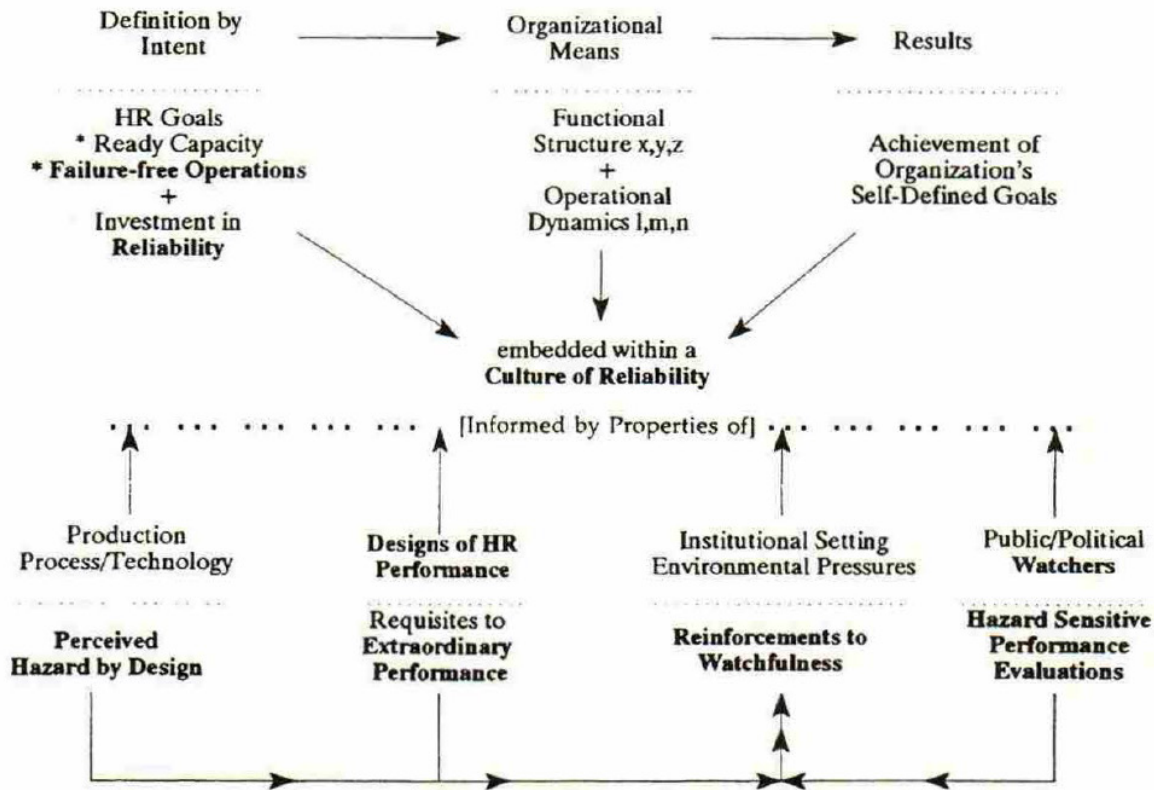 Definition by
Intent
Organizational
Means
Results
HR Goals
* Ready Capacity
* Failure-free Operations
+
Investment in
Reliability
Functional
Structure x,y,z
+
Operational
Dynamics l,m,n
Achievement of
Organization's
Self-Defined Goals
embedded within a
Culture of Reliability
[Informed by Properties of]
Production
Process/Technology
Designs of HR
Performance
Institutional Setting
Environmental Pressures
Public/Political
Watchers
Perceived
Hazard by Design
Requisites to
Extraordinary
Performance
Reinforcements to
Watchfulness
Hazard Sensitive
Performance
Evaluations